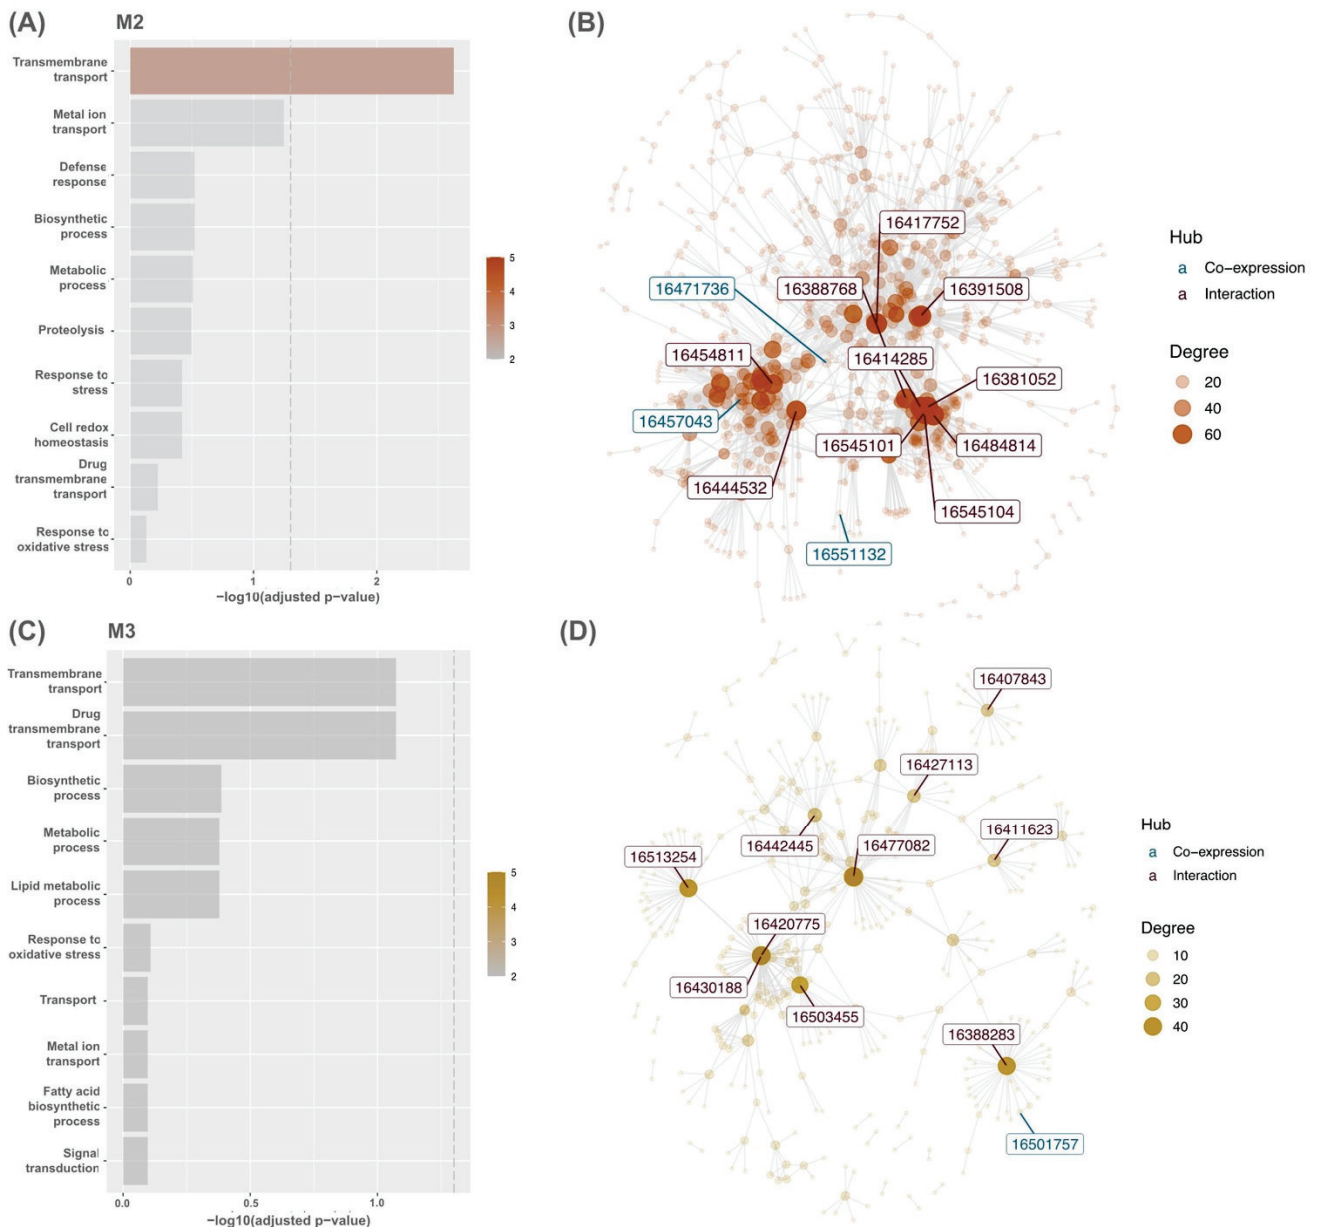 (A)
M2
Transmembrane
transport
Metal ion
transport
Defense
response
Biosynthetic
process
Metabolic
process
Proteolysis
Response to
stress
Cell redox
homeostasis
Drug
transmembrane
transport
Response to
oxidative stress
0
1
2
−log10(adjusted p−value)
5
4
3
2
(B)
16417752
16471736
16388768
16391508
16454811
16414285
16381052
16457043
16545101
16484814
16444532
16545104
16551132
Hub
a Co-expression
a Interaction
Degree
20
40
60
(C)
M3
Transmembrane
transport
Drug
transmembrane
transport
Biosynthetic
process
Metabolic
process
Lipid metabolic
process
Response to
oxidative stress
Transport
Metal ion
transport
Fatty acid
biosynthetic
process
Signal
transduction
0.0
0.5
1.0
−log10(adjusted p−value)
5
4
3
2
(D)
16407843
16427113
16411623
16442445
16477082
16513254
16420775
16430188
16503455
16388283
16501757
Hub
a Co-expression
a Interaction
Degree
10
20
30
40